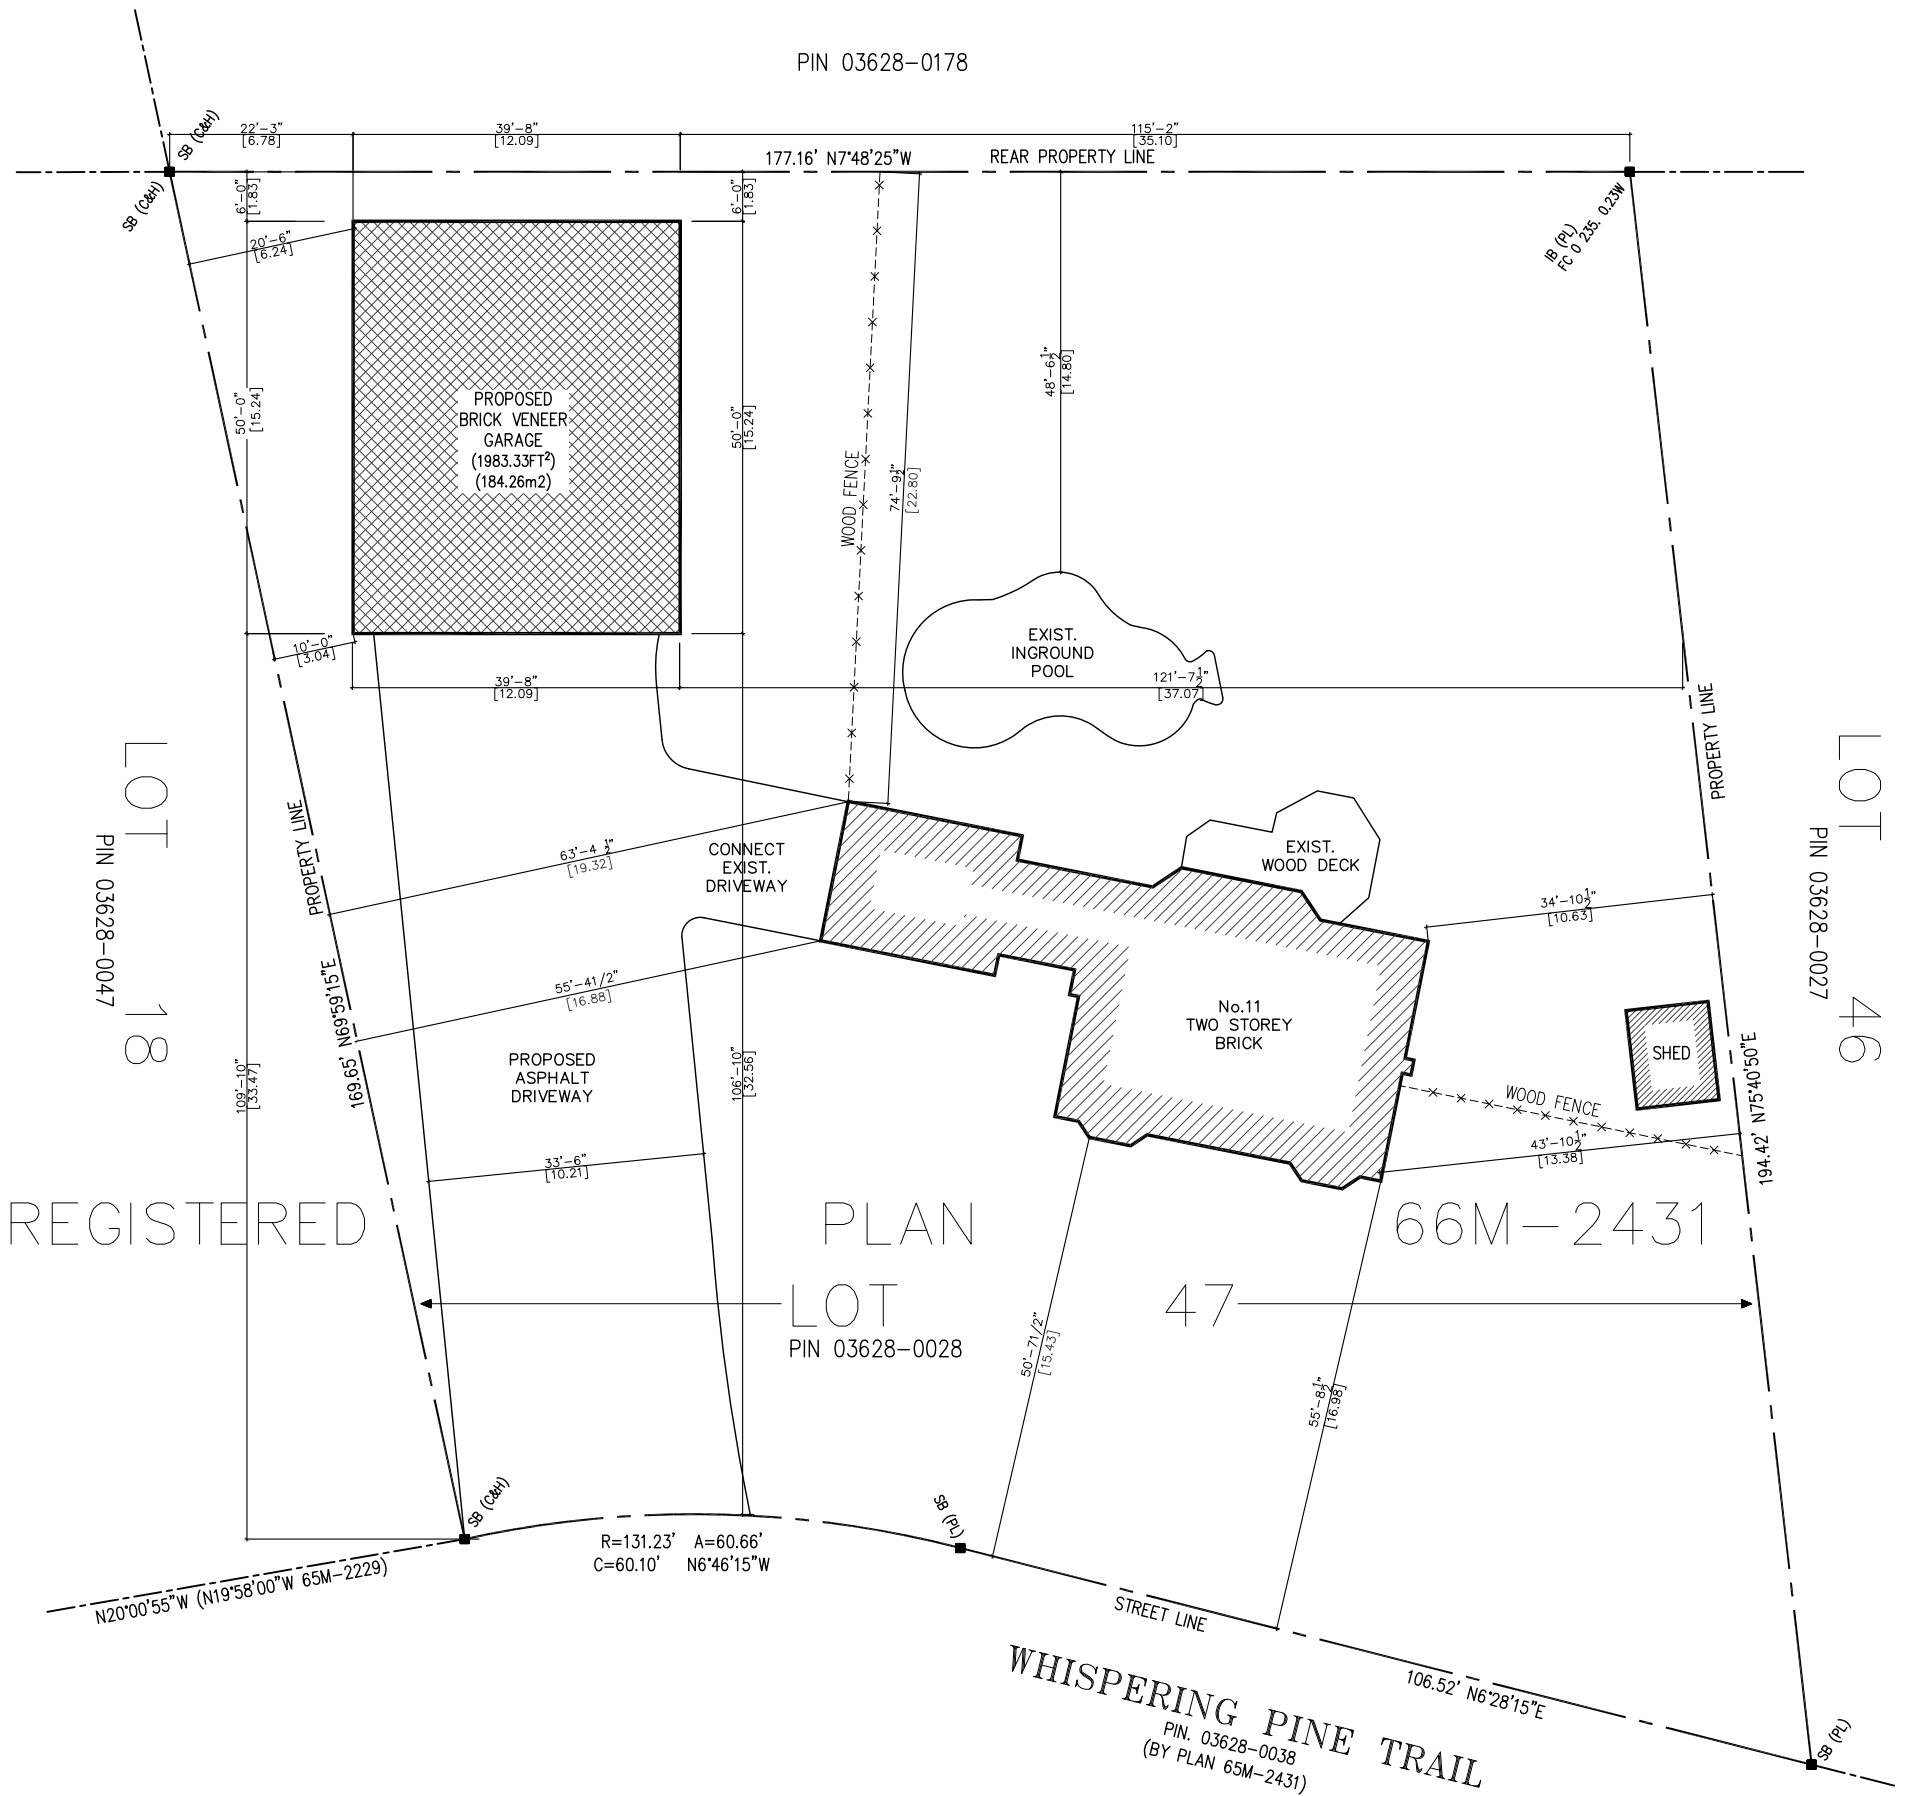 PIN 03628-0178
SB (C&H)
22'-3"
[6.78]
39'-8"
[12.09]
115'-2"
[35.10]
177.16' N7°48'25"W
REAR PROPERTY LINE
SB (C&H)
6'-0"
[1.83]
6'-0"
[1.83]
IB (PL)
FC 0 235. 0.23W
20'-6"
[6.24]
50'-0"
[15.24]
PROPOSED
BRICK VENEER
GARAGE
(1983.33FT²)
(184.26m2)
50'-0"
[15.24]
WOOD FENCE
74'-9½"
[22.80]
48'-6½"
[14.80]
10'-0"
[3.04]
39'-8"
[12.09]
EXIST.
INGROUND
POOL
121'-7½"
[37.07]
PROPERTY LINE
LOT 18
PIN 03628-0047
LOT 46
PIN 03628-0027
PROPERTY LINE
169.65' N69°59'15"E
63'-4 ½"
[19.32]
CONNECT
EXIST.
DRIVEWAY
EXIST.
WOOD DECK
34'-10½"
[10.63]
55'-41/2"
[16.88]
No.11
TWO STOREY
BRICK
SHED
109'-10"
[33.47]
PROPOSED
ASPHALT
DRIVEWAY
106'-10"
[32.56]
WOOD FENCE
43'-10½"
[13.38]
194.42' N75°40'50"E
33'-6"
[10.21]
REGISTERED PLAN 66M-2431
LOT 47
PIN 03628-0028
50'-71/2"
[15.43]
55'-8½"
[16.98]
SB (C&H)
SB (PL)
R=131.23' A=60.66'
C=60.10' N6°46'15"W
N20°00'55"W (N19°58'00"W 65M-2229)
STREET LINE
106.52' N6°28'15"E
WHISPERING PINE TRAIL
PIN. 03628-0038
(BY PLAN 65M-2431)
SB (PL)